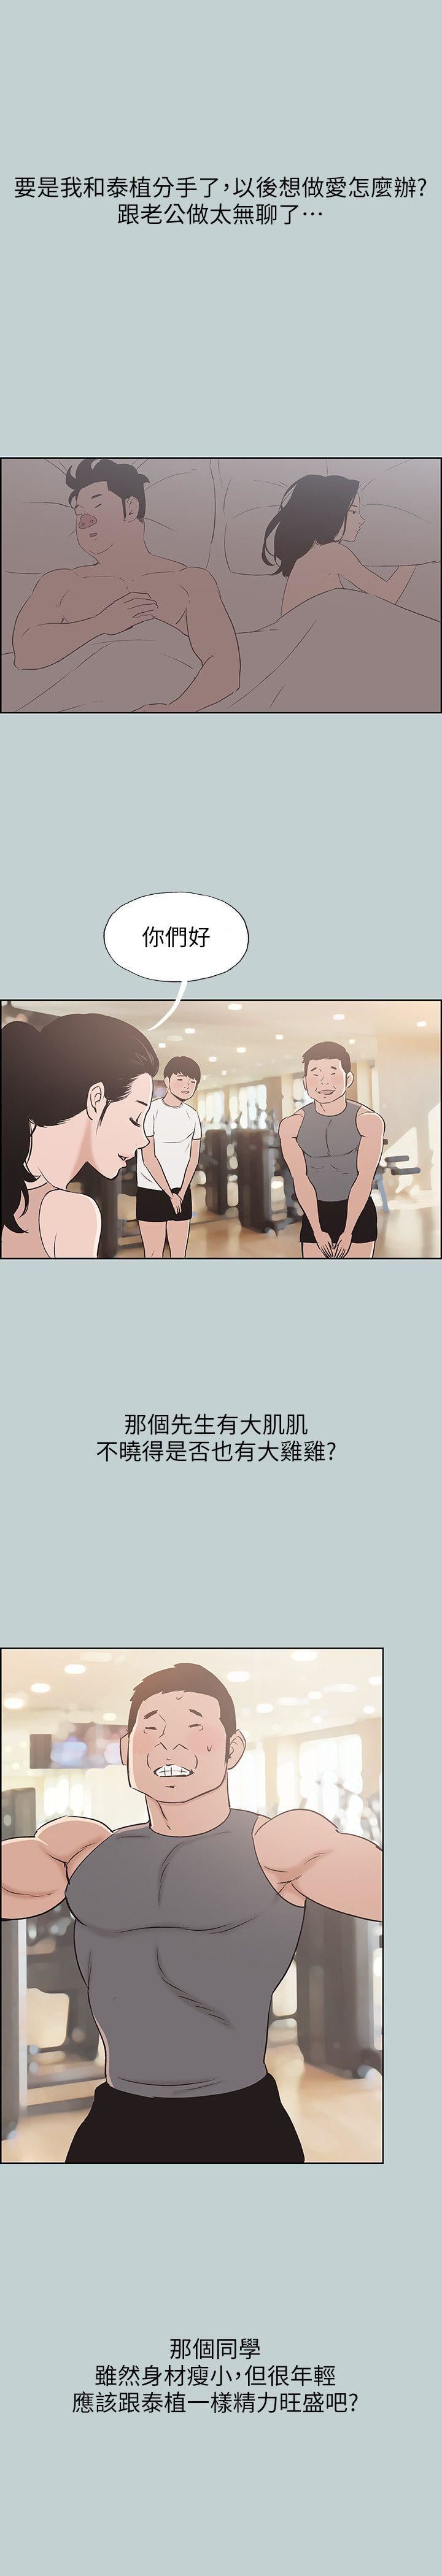 要是我和泰植分手了，以後想做愛怎麼辦？
跟老公做太無聊了…
你們好
那個先生有大肌肌
不曉得是否也有大雞雞？
那個同學
雖然身材瘦小，但很年輕
應該跟泰植一樣精力旺盛吧？